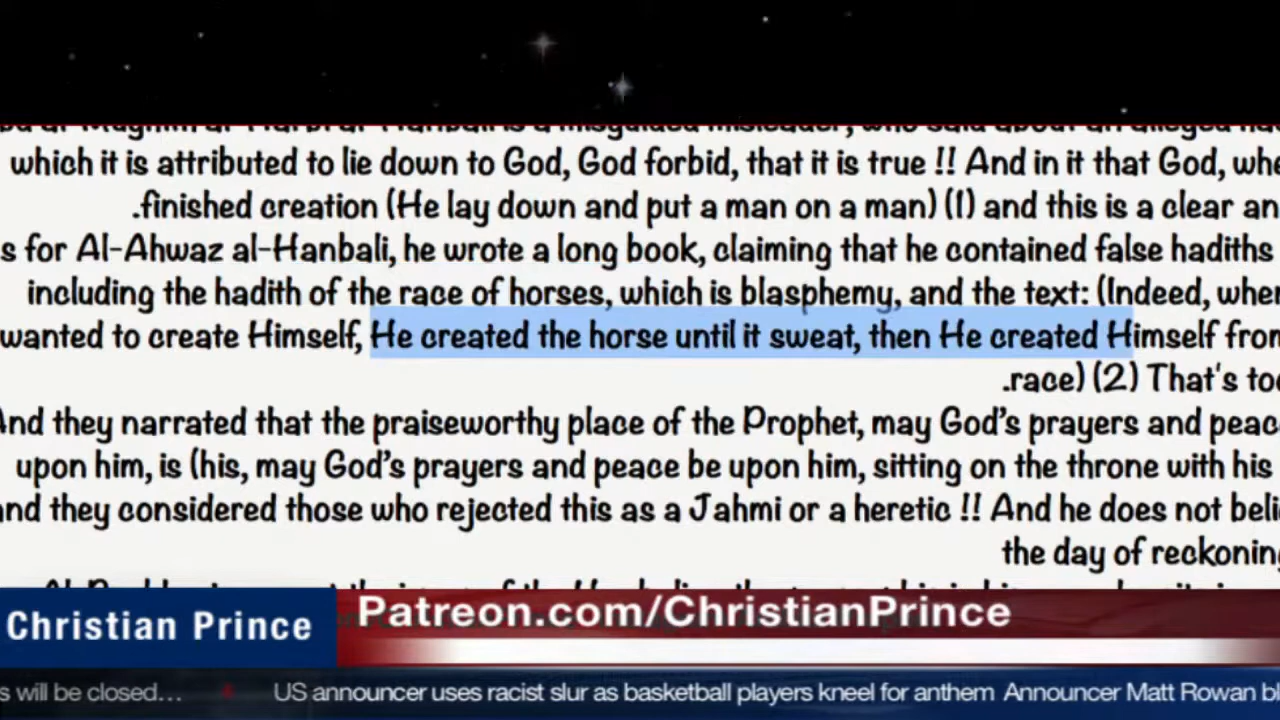 which it is attributed to lie down to God, God forbid, that it is true !! And in it that God, whe
.finished creation (He lay down and put a man on a man) (1) and this is a clear an
s for Al-Ahwaz al-Hanbali, he wrote a long book, claiming that he contained false hadiths
including the hadith of the race of horses, which is blasphemy, and the text: (Indeed, when
wanted to create Himself, He created the horse until it sweat, then He created Himself from
.race) (2) That's too
And they narrated that the praiseworthy place of the Prophet, may God's prayers and peace
upon him, is (his, may God's prayers and peace be upon him, sitting on the throne with his
and they considered those who rejected this as a Jahmi or a heretic !! And he does not beli
the day of reckoning
Christian Prince
Patreon.com/ChristianPrince
s will be closed... US announcer uses racist slur as basketball players kneel for anthem Announcer Matt Rowan bl